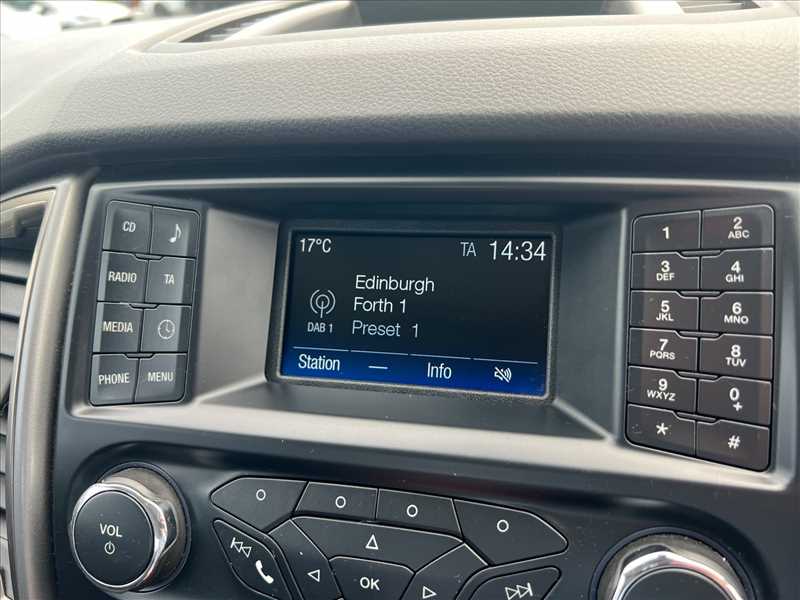 CD
RADIO TA
MEDIA
PHONE MENU
17°C TA 14:34
Edinburgh
Forth 1
DAB 1 Preset 1
Station — Info
1 2 ABC
3 DEF 4 GHI
5 JKL 6 MNO
7 PQRS 8 TUV
9 WXYZ 0 +
* #
VOL
OK